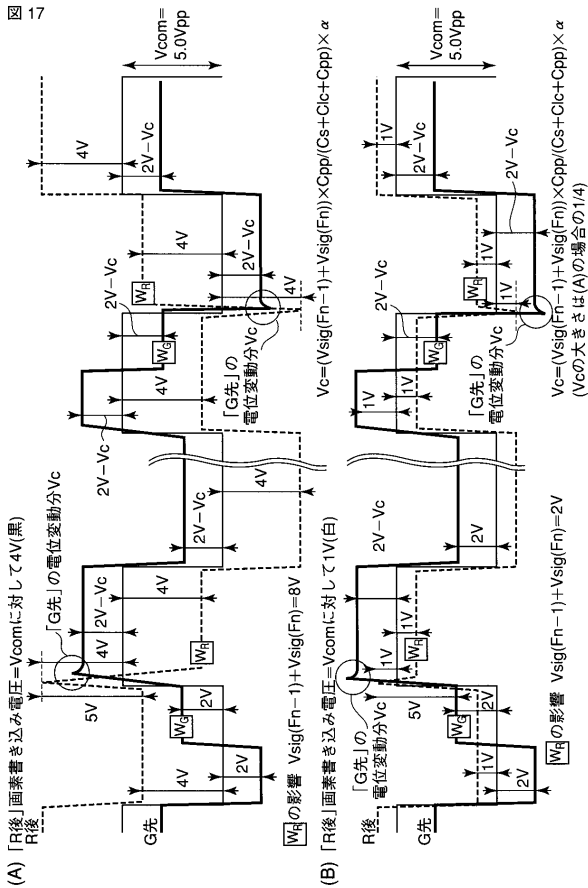 図 17
(A) 「R後」画素書き込み電圧=Vcomに対して4V(黒)
R後
G先
4V
2V
WG
2V
5V
4V
「G先」の電位変動分Vc
2V−Vc
WR
4V
2V−Vc
4V
2V−Vc
4V
WG
2V−Vc
「G先」の
電位変動分Vc
WR
4V
2V−Vc
4V
4V
2V−Vc
Vcom=
5.0Vpp
WRの影響 Vsig(Fn−1)+Vsig(Fn)=8V
Vc=(Vsig(Fn−1)+Vsig(Fn))×Cpp/(Cs+Clc+Cpp)×α
(B) 「R後」画素書き込み電圧=Vcomに対して1V(白)
R後
G先
1V
2V
WG
2V
5V
「G先」の
電位変動分Vc
1V
1V
WR
2V−Vc
2V
1V
1V
WG
2V−Vc
「G先」の
電位変動分Vc
WR
1V
1V
2V−Vc
1V
2V−Vc
Vcom=
5.0Vpp
WRの影響 Vsig(Fn−1)+Vsig(Fn)=2V
Vc=(Vsig(Fn−1)+Vsig(Fn))×Cpp/(Cs+Clc+Cpp)×α
(Vcの大きさは(A)の場合の1/4)